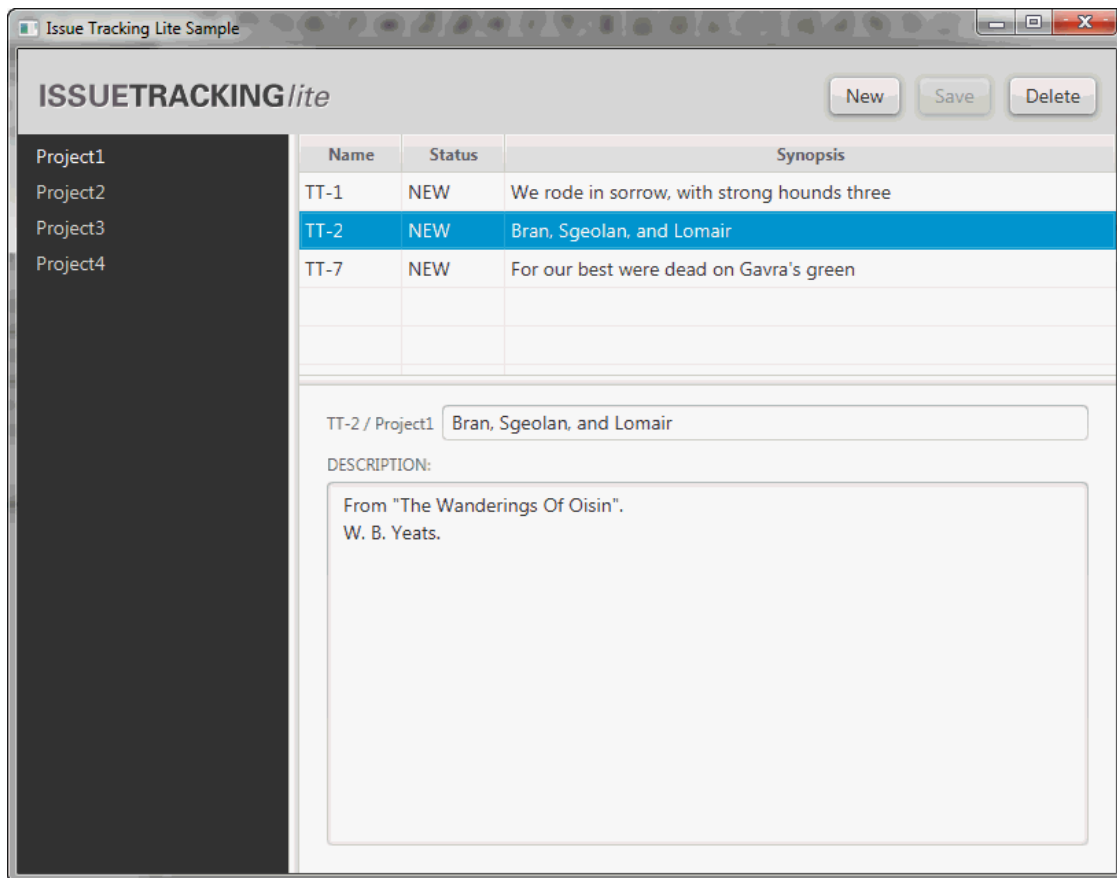 Issue Tracking Lite Sample
ISSUETRACKINGlite
New Save Delete
Project1
Project2
Project3
Project4
Name Status Synopsis
TT-1 NEW We rode in sorrow, with strong hounds three
TT-2 NEW Bran, Sgeolan, and Lomair
TT-7 NEW For our best were dead on Gavra's green
TT-2 / Project1 Bran, Sgeolan, and Lomair
DESCRIPTION:
From "The Wanderings Of Oisin".
W. B. Yeats.